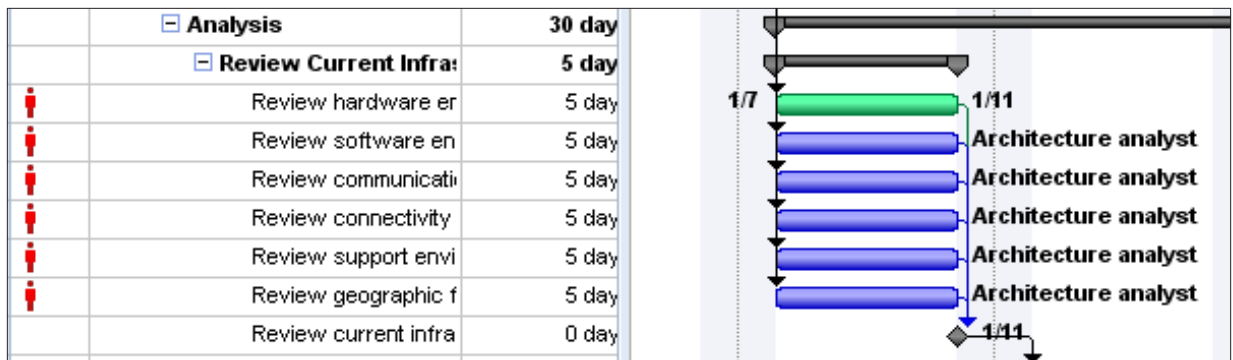 Analysis 30 day
Review Current Infras 5 day
Review hardware er 5 day 1/7 1/11
Review software en 5 day Architecture analyst
Review communicati 5 day Architecture analyst
Review connectivity 5 day Architecture analyst
Review support envi 5 day Architecture analyst
Review geographic f 5 day Architecture analyst
Review current infra 0 day 1/11